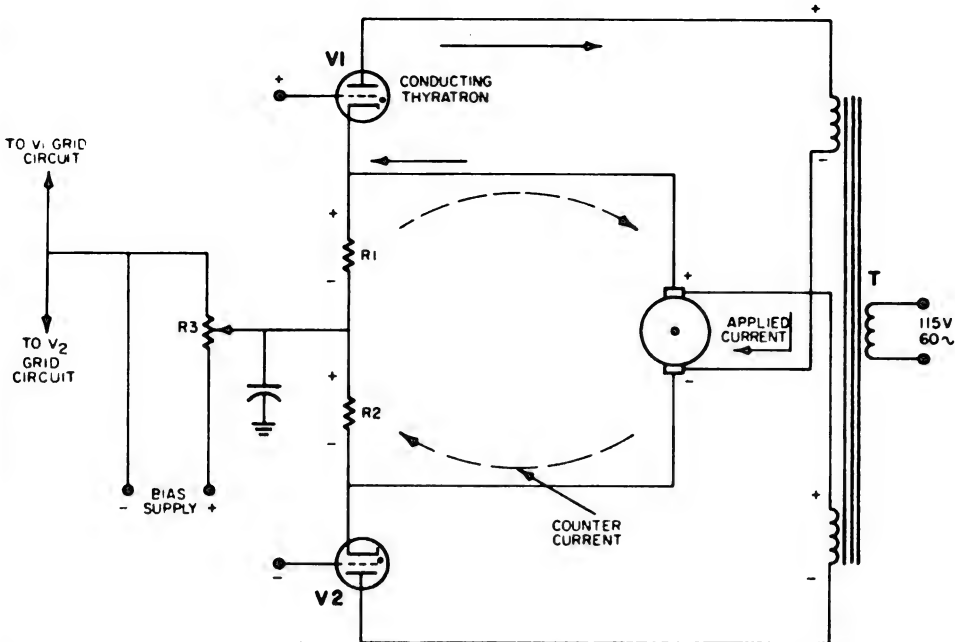 V1
CONDUCTING
THYRATRON
+
+
-
TO V1 GRID
CIRCUIT
+
R1
-
T
R3
TO V2
GRID
CIRCUIT
+
APPLIED
CURRENT
-
115V
60~
+
R2
-
- BIAS
SUPPLY +
COUNTER
CURRENT
+
-
-
V2